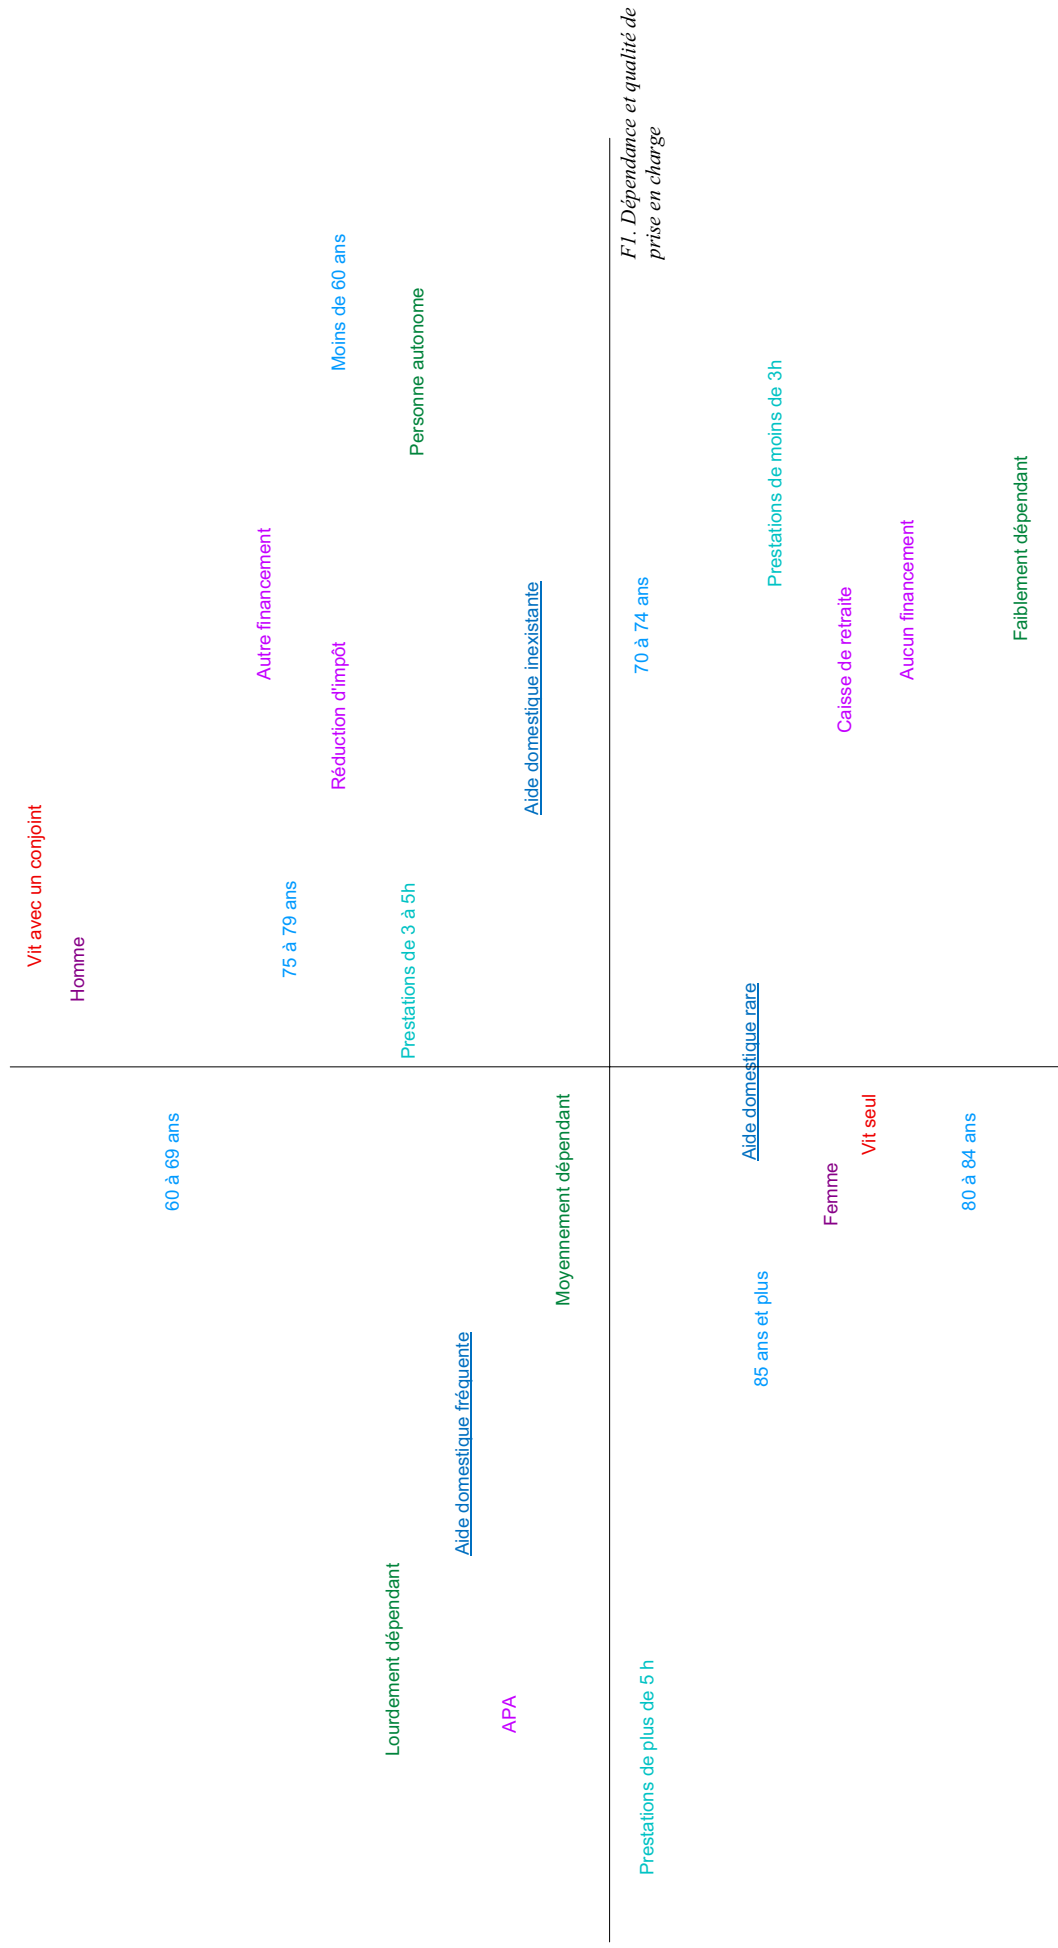 Vit avec un conjoint
Homme
60 à 69 ans
Autre financement
75 à 79 ans
Moins de 60 ans
Réduction d'impôt
Lourdement dépendant
Prestations de 3 à 5h
Personne autonome
Aide domestique fréquente
APA
Aide domestique inexistante
Moyennement dépendant
F1. Dépendance et qualité de
prise en charge
70 à 74 ans
Prestations de plus de 5 h
Aide domestique rare
85 ans et plus
Prestations de moins de 3h
Femme
Caisse de retraite
Vit seul
Aucun financement
80 à 84 ans
Faiblement dépendant